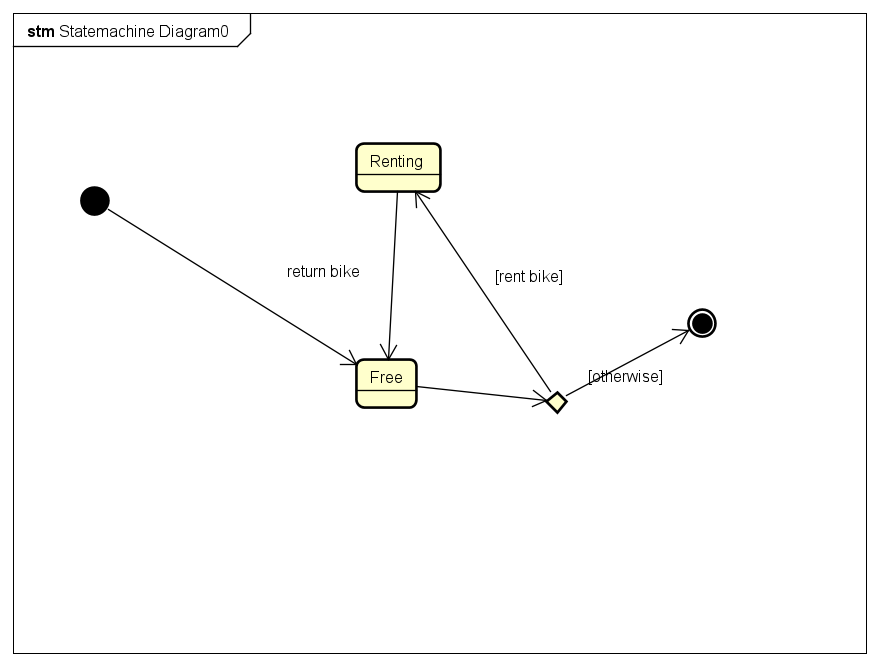 stm Statemachine Diagram0
Renting
return bike
[rent bike]
Free
[otherwise]